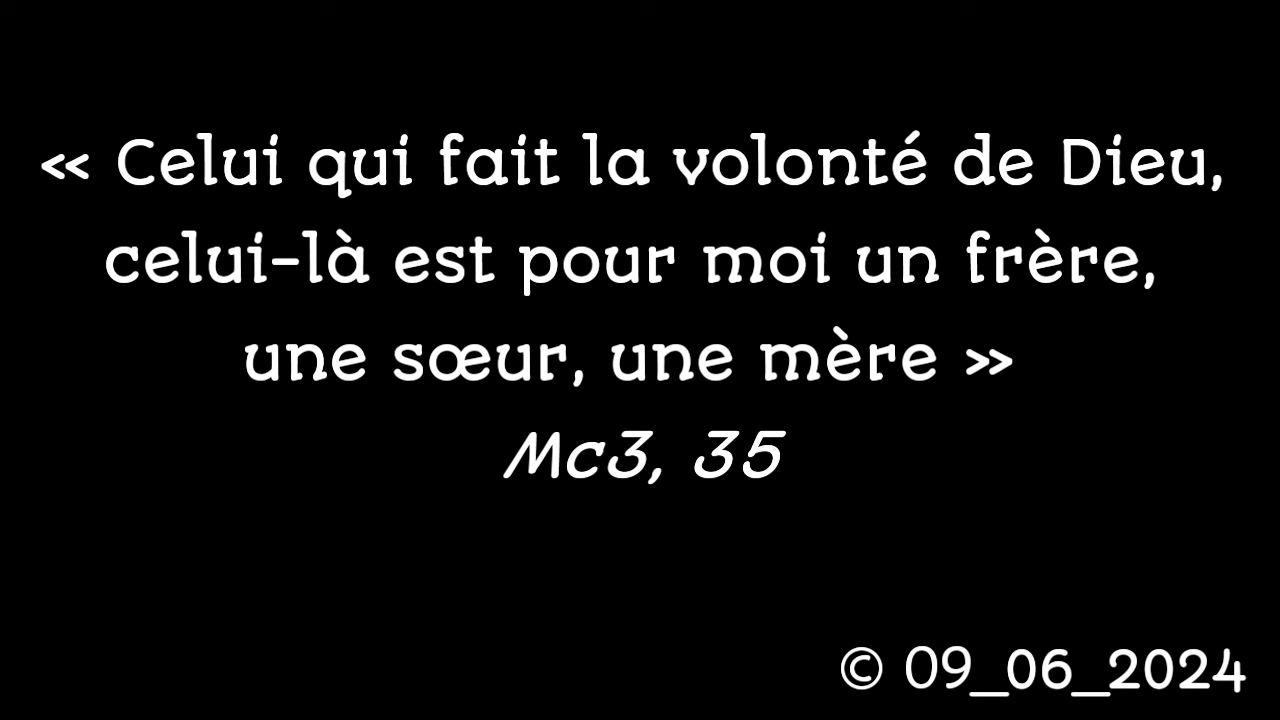 « Celui qui fait la volonté de Dieu,
celui-là est pour moi un frère,
une sœur, une mère »
Mc3, 35
© 09_06_2024